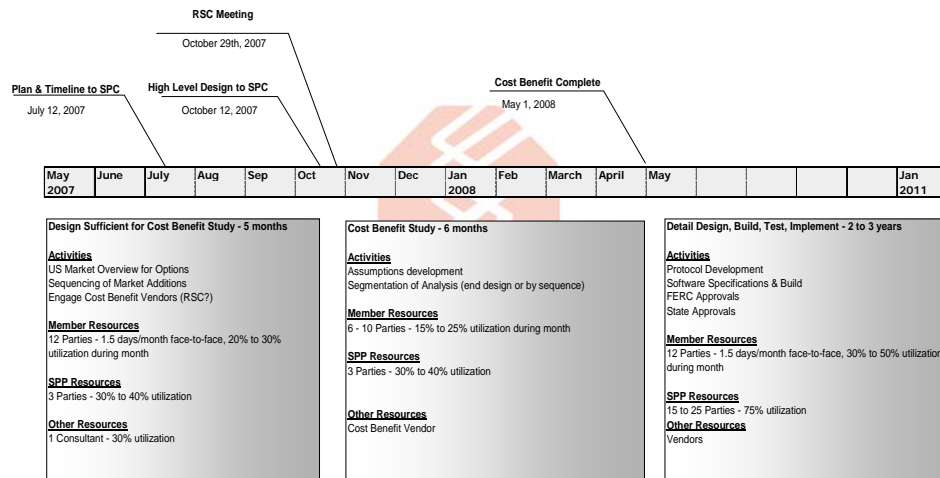 RSC Meeting
October 29th, 2007
Plan & Timeline to SPC
July 12, 2007
High Level Design to SPC
October 12, 2007
Cost Benefit Complete
May 1, 2008
May 2007
June
July
Aug
Sep
Oct
Nov
Dec
Jan 2008
Feb
March
April
May
Jan 2011
Design Sufficient for Cost Benefit Study - 5 months
Activities
US Market Overview for Options
Sequencing of Market Additions
Engage Cost Benefit Vendors (RSC?)
Member Resources
12 Parties - 1.5 days/month face-to-face, 20% to 30%
utilization during month
SPP Resources
3 Parties - 30% to 40% utilization
Other Resources
1 Consultant - 30% utilization
Cost Benefit Study - 6 months
Activities
Assumptions development
Segmentation of Analysis (end design or by sequence)
Member Resources
6 - 10 Parties - 15% to 25% utilization during month
SPP Resources
3 Parties - 30% to 40% utilization
Other Resources
Cost Benefit Vendor
Detail Design, Build, Test, Implement - 2 to 3 years
Activities
Protocol Development
Software Specifications & Build
FERC Approvals
State Approvals
Member Resources
12 Parties - 1.5 days/month face-to-face, 30% to 50% utilization
during month
SPP Resources
15 to 25 Parties - 75% utilization
Other Resources
Vendors